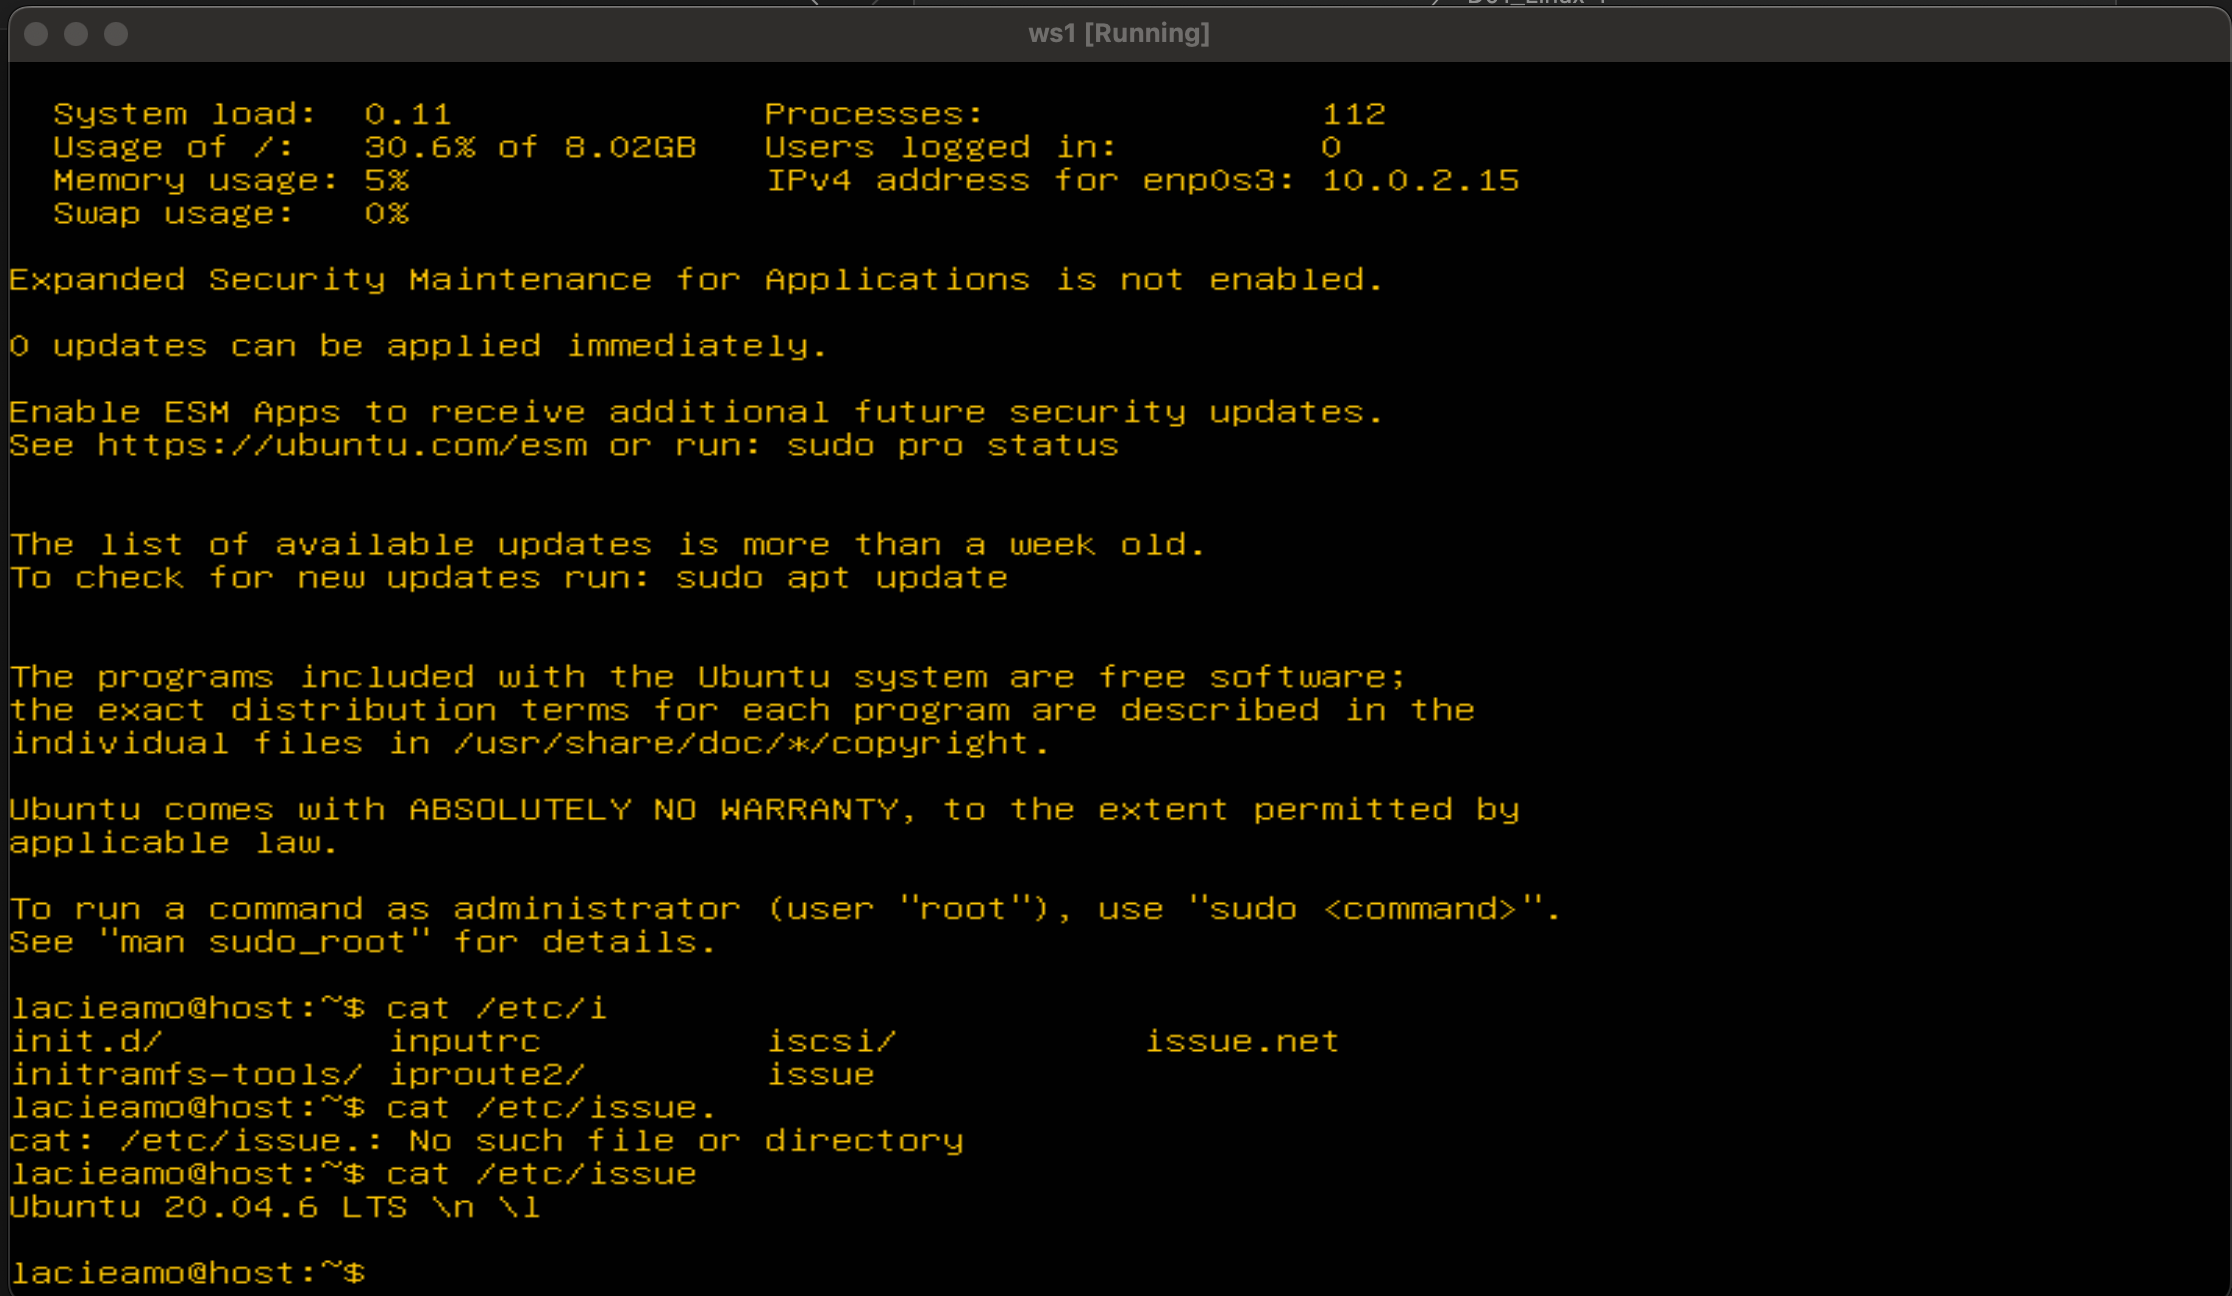 ws1 [Running]
System load: 0.11 Processes: 112
Usage of /: 30.6% of 8.02GB Users logged in: 0
Memory usage: 5% IPv4 address for enp0s3: 10.0.2.15
Swap usage: 0%
Expanded Security Maintenance for Applications is not enabled.
0 updates can be applied immediately.
Enable ESM Apps to receive additional future security updates.
See https://ubuntu.com/esm or run: sudo pro status
The list of available updates is more than a week old.
To check for new updates run: sudo apt update
The programs included with the Ubuntu system are free software;
the exact distribution terms for each program are described in the
individual files in /usr/share/doc/*/copyright.
Ubuntu comes with ABSOLUTELY NO WARRANTY, to the extent permitted by
applicable law.
To run a command as administrator (user "root"), use "sudo <command>".
See "man sudo_root" for details.
lacieamo@host:~$ cat /etc/i
init.d/ inputrc iscsi/ issue.net
initramfs-tools/ iproute2/ issue
lacieamo@host:~$ cat /etc/issue.
cat: /etc/issue.: No such file or directory
lacieamo@host:~$ cat /etc/issue
Ubuntu 20.04.6 LTS \n \l
lacieamo@host:~$